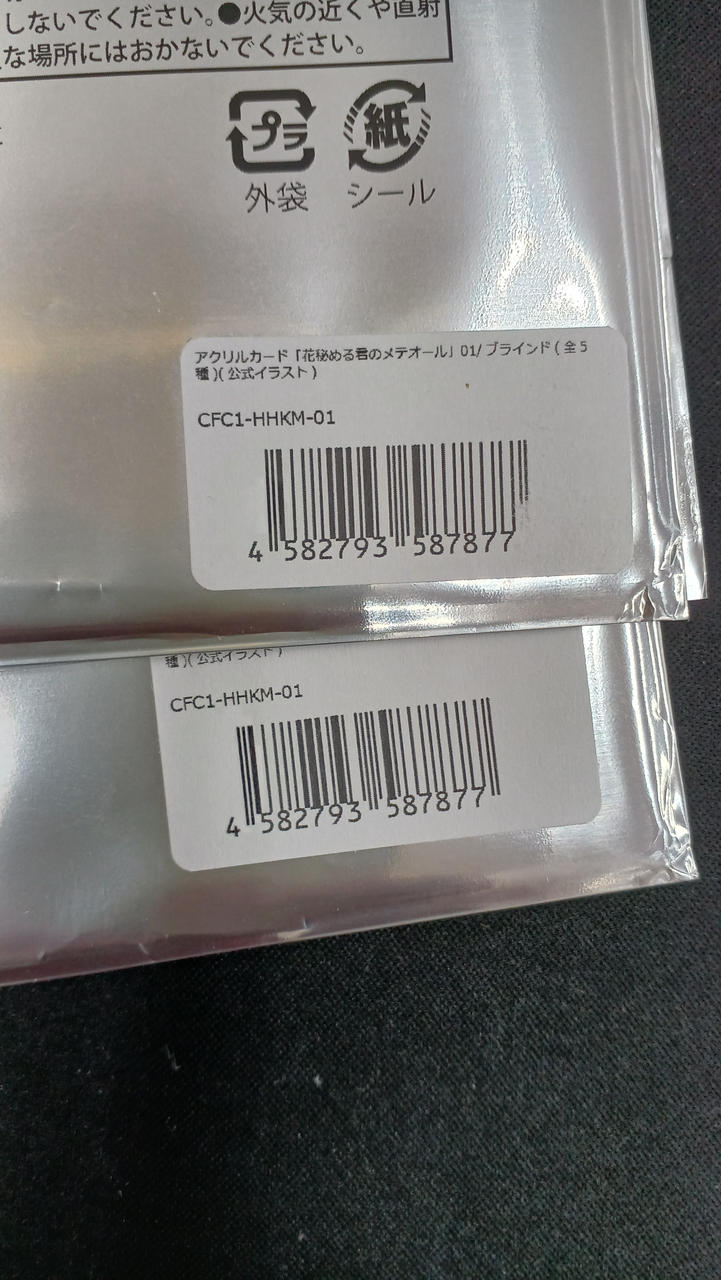 しないでください。●火気の近くや直射
な場所にはおかないでください。
プラ 紙
外袋 シール
アクリルカード「花秘める君のメテオール」01/ ブラインド ( 全 5
種 )( 公式イラスト )
CFC1-HHKM-01
4 582793 587877
種 )( 公式イラスト )
CFC1-HHKM-01
4 582793 587877